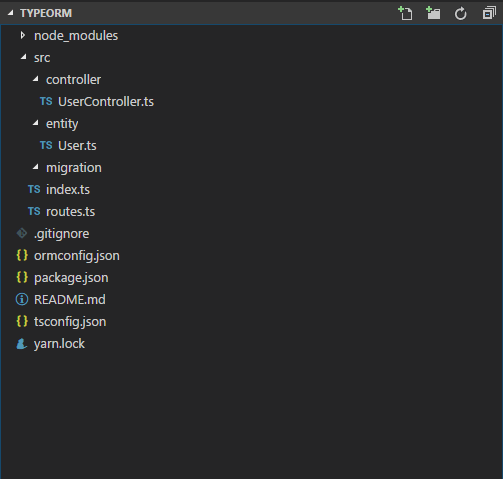 TYPEORM
node_modules
src
controller
TS UserController.ts
entity
TS User.ts
migration
TS index.ts
TS routes.ts
.gitignore
{ } ormconfig.json
{ } package.json
README.md
{ } tsconfig.json
yarn.lock